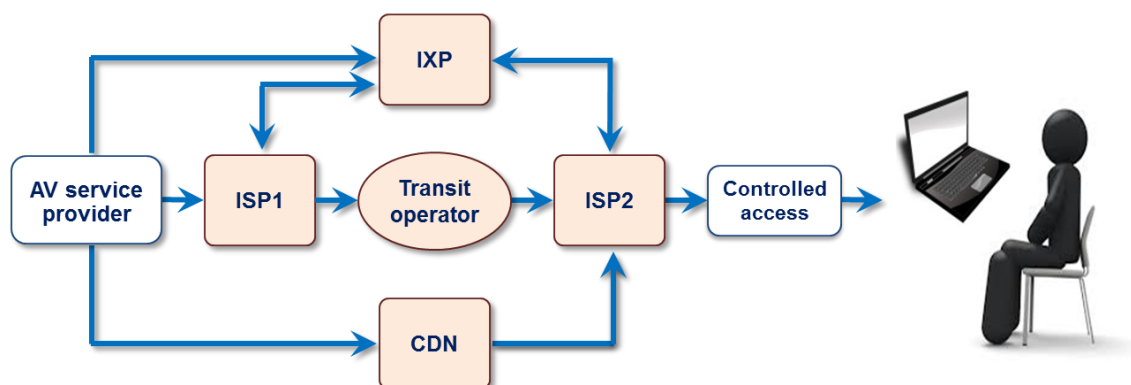 IXP
AV service
provider
ISP1
Transit
operator
ISP2
Controlled
access
CDN